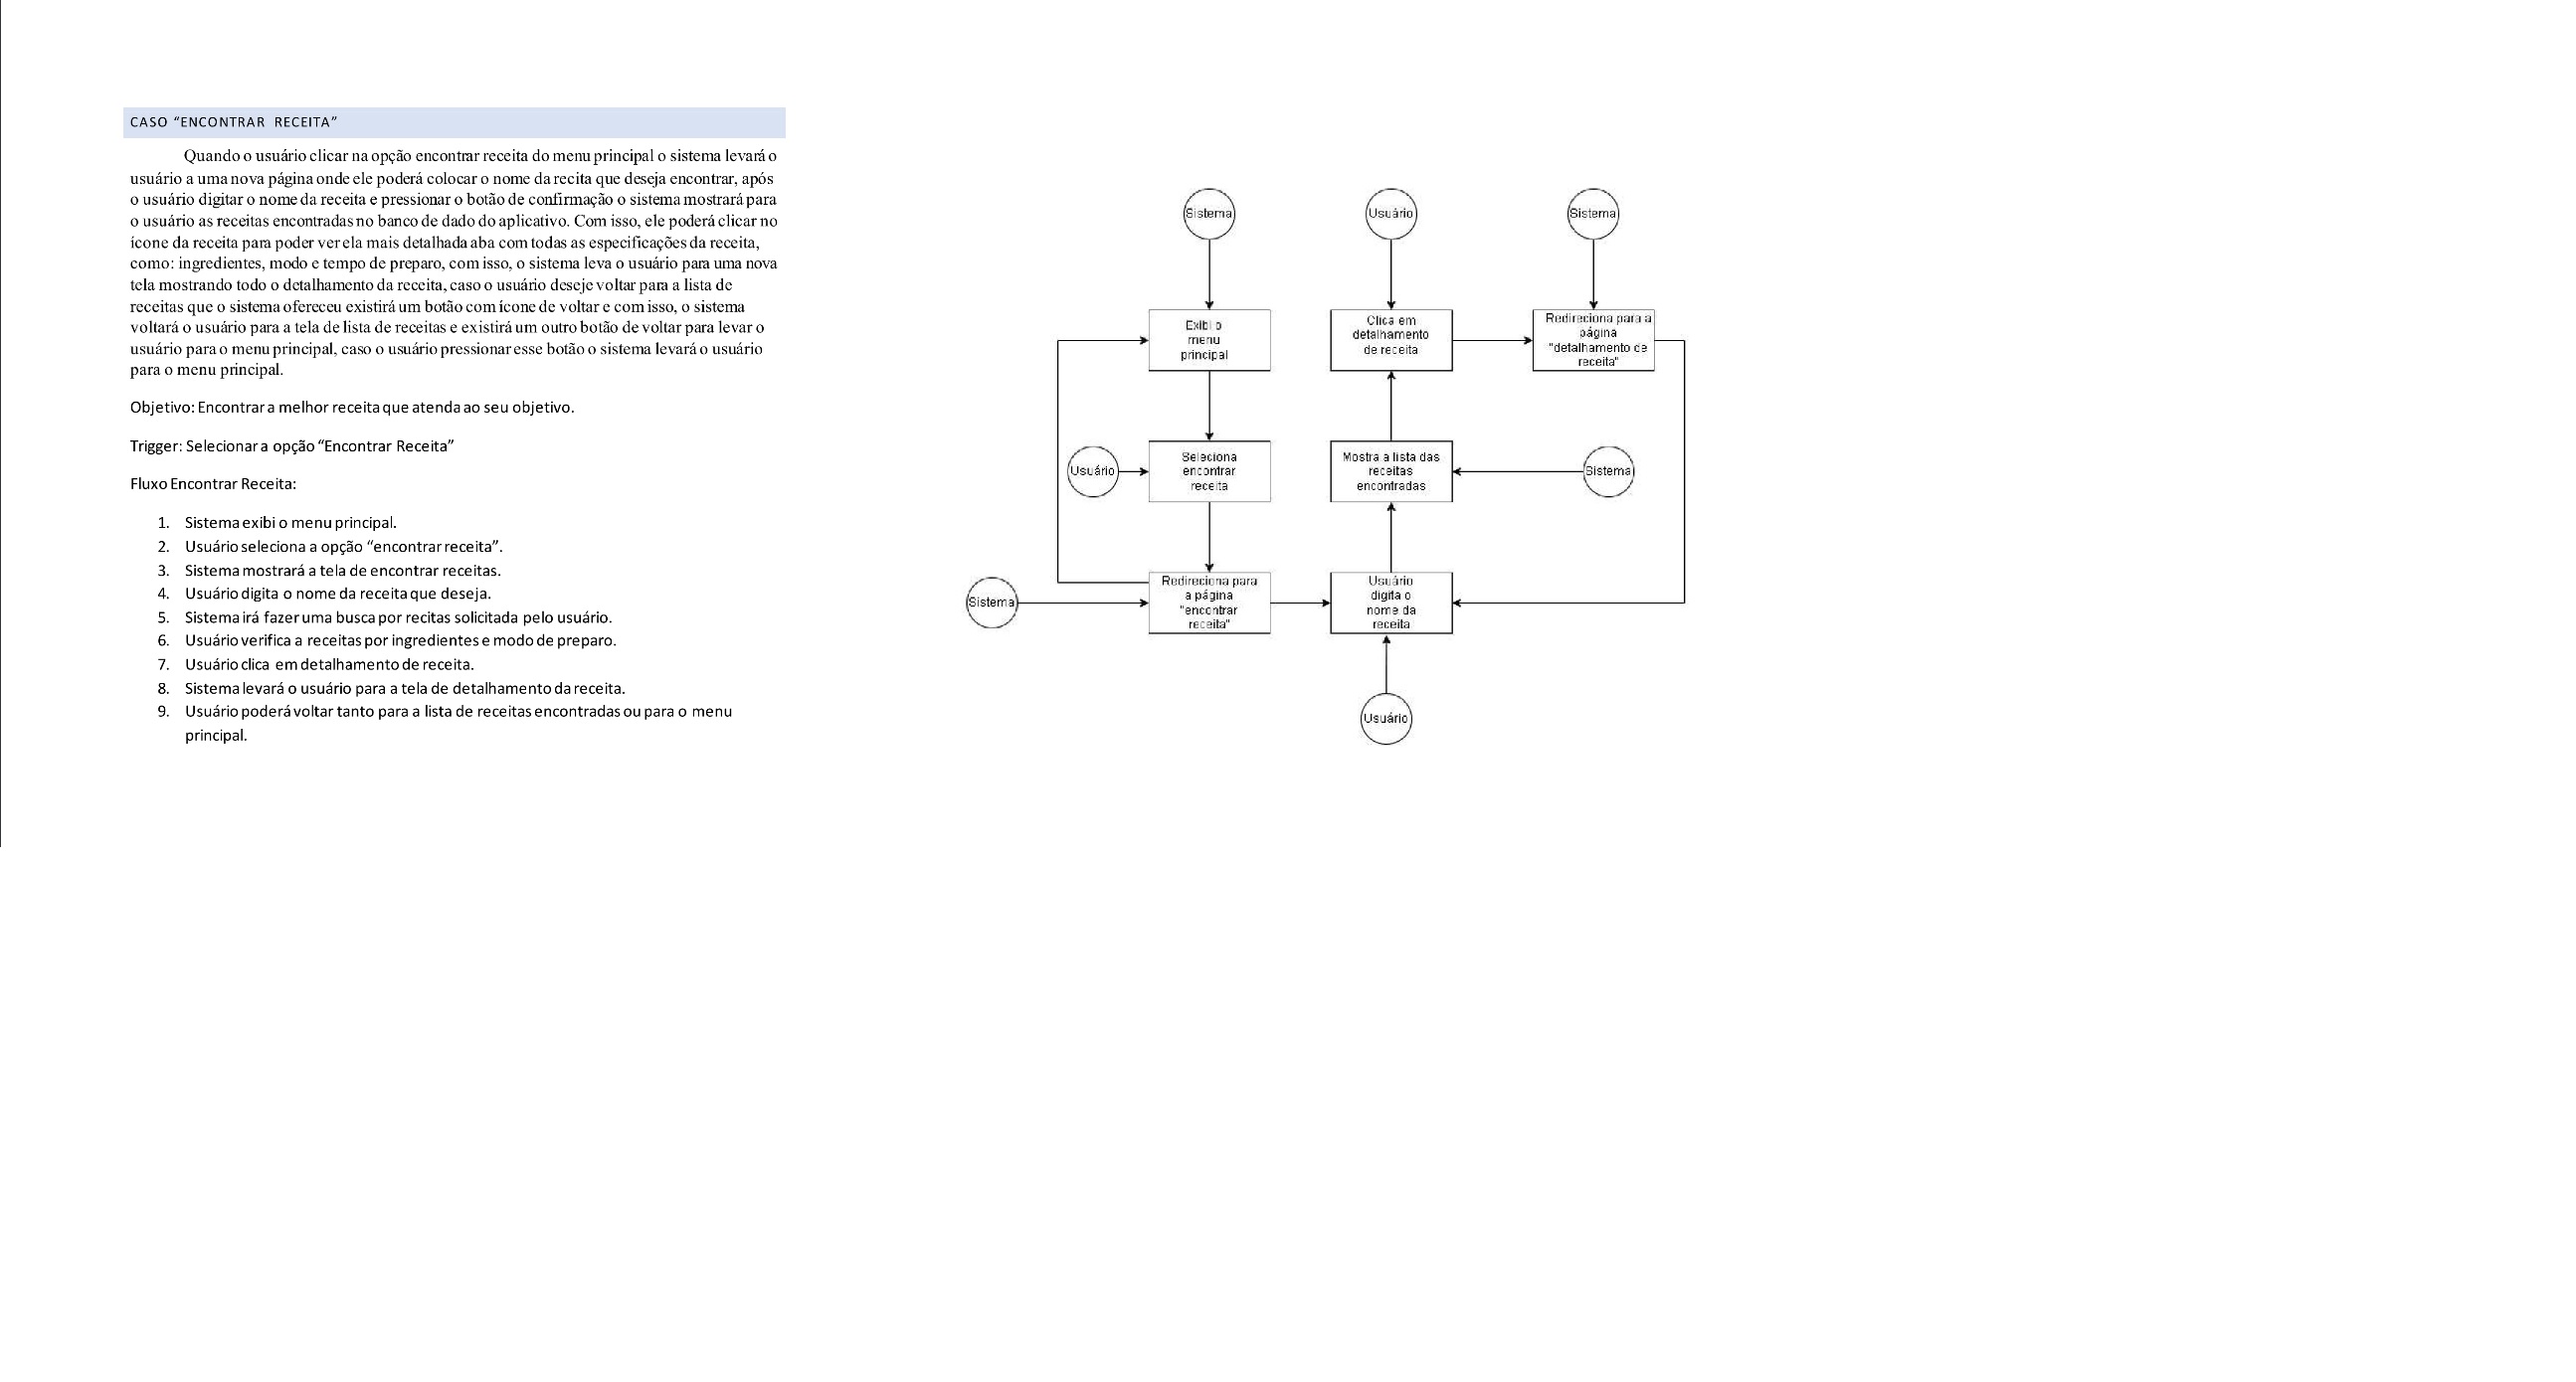 CASO “ENCONTRAR RECEITA”
Quando o usuário clicar na opção encontrar receita do menu principal o sistema levará o
usuário a uma nova página onde ele poderá colocar o nome da recita que deseja encontrar, após
o usuário digitar o nome da receita e pressionar o botão de confirmação o sistema mostrará para
o usuário as receitas encontradas no banco de dado do aplicativo. Com isso, ele poderá clicar no
ícone da receita para poder ver ela mais detalhada aba com todas as especificações da receita,
como: ingredientes, modo e tempo de preparo, com isso, o sistema leva o usuário para uma nova
tela mostrando todo o detalhamento da receita, caso o usuário deseje voltar para a lista de
receitas que o sistema ofereceu existirá um botão com ícone de voltar e com isso, o sistema
voltará o usuário para a tela de lista de receitas e existirá um outro botão de voltar para levar o
usuário para o menu principal, caso o usuário pressionar esse botão o sistema levará o usuário
para o menu principal.
Objetivo: Encontrar a melhor receita que atenda ao seu objetivo.
Trigger: Selecionar a opção “Encontrar Receita”
Fluxo Encontrar Receita:
1. Sistema exibi o menu principal.
2. Usuário seleciona a opção “encontrar receita”.
3. Sistema mostrará a tela de encontrar receitas.
4. Usuário digita o nome da receita que deseja.
5. Sistema irá fazer uma busca por recitas solicitada pelo usuário.
6. Usuário verifica a receitas por ingredientes e modo de preparo.
7. Usuário clica em detalhamento de receita.
8. Sistema levará o usuário para a tela de detalhamento da receita.
9. Usuário poderá voltar tanto para a lista de receitas encontradas ou para o menu
principal.
Sistema
Usuário
Sistema
Exibi o
menu
principal
Clica em
detalhamento
de receita
Redireciona para a
página
"detalhamento de
receita"
Usuário
Seleciona
encontrar
receita
Mostra a lista das
receitas
encontradas
Sistema
Sistema
Redireciona para
a página
"encontrar
receita"
Usuário
digita o
nome da
receita
Usuário